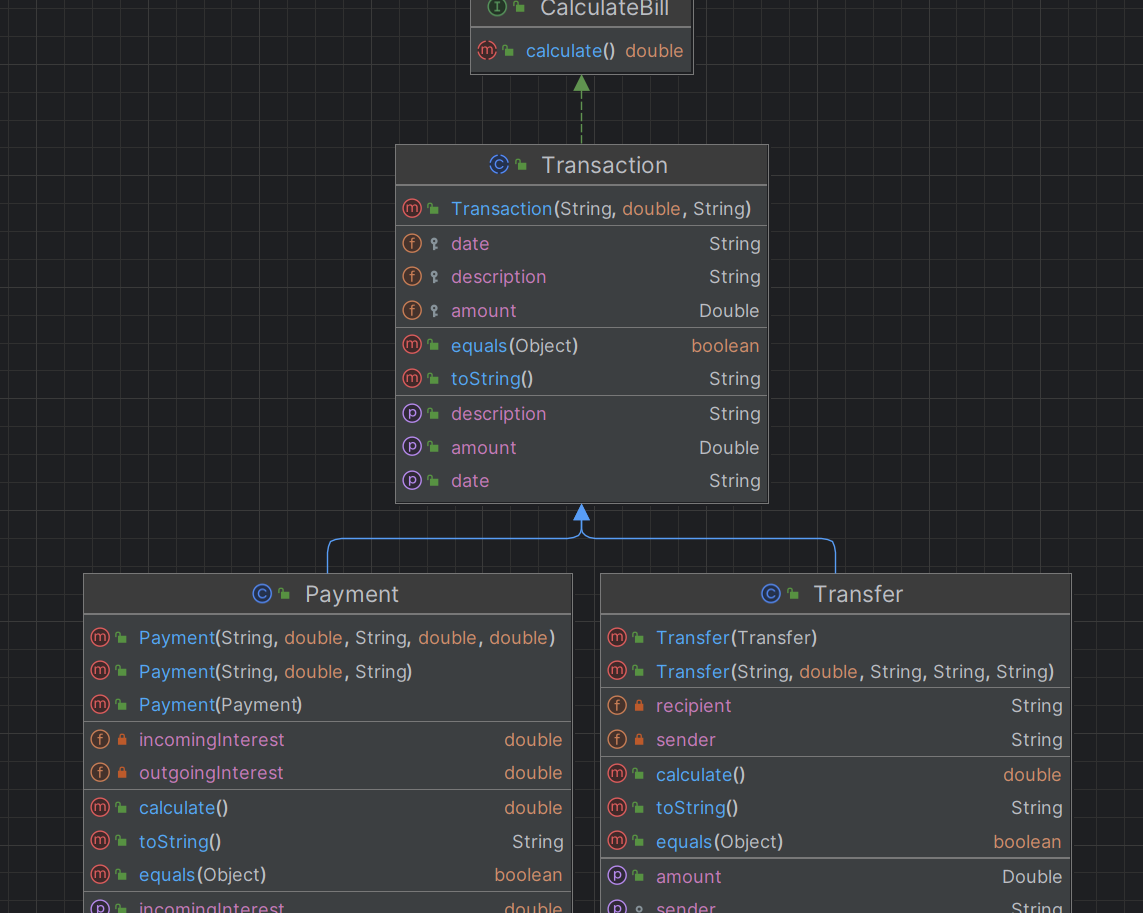 CalculateBill
calculate() double
Transaction
Transaction(String, double, String)
date String
description String
amount Double
equals(Object) boolean
toString() String
description String
amount Double
date String
Payment
Payment(String, double, String, double, double)
Payment(String, double, String)
Payment(Payment)
incomingInterest double
outgoingInterest double
calculate() double
toString() String
equals(Object) boolean
incomingInterest double
Transfer
Transfer(Transfer)
Transfer(String, double, String, String, String)
recipient String
sender String
calculate() double
toString() String
equals(Object) boolean
amount Double
sender String